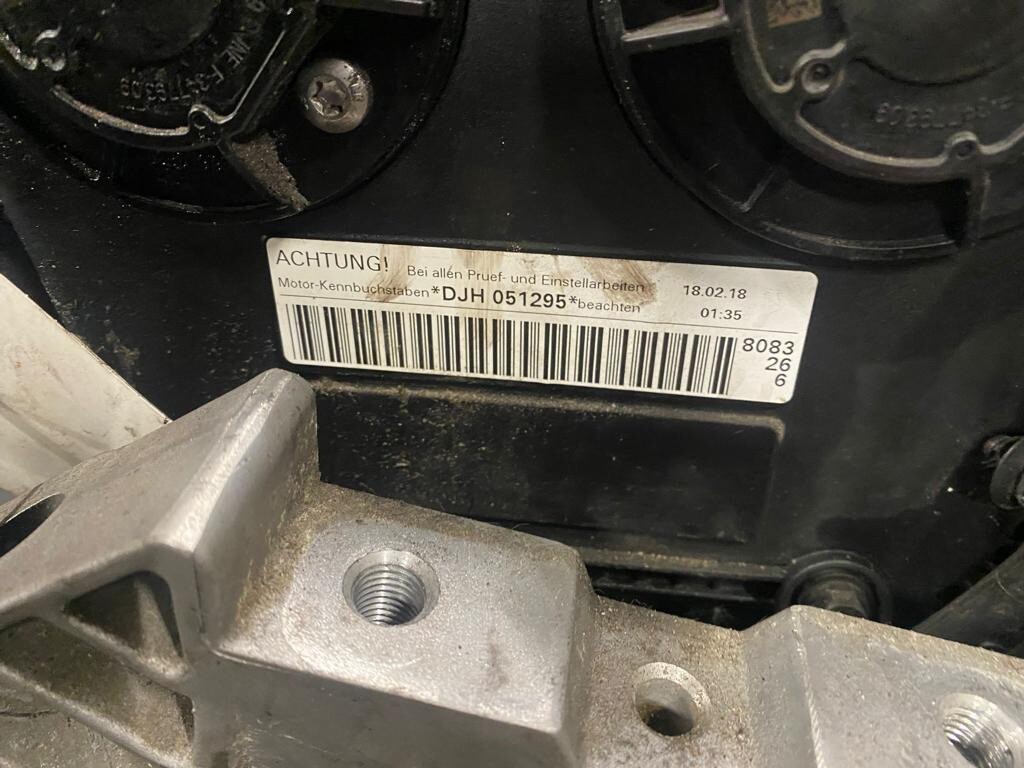 ACHTUNG! Bei allen Pruef- und Einstellarbeiten 18.02.18
Motor-Kennbuchstaben *DJH 051295* beachten 01:35
8083
26
6